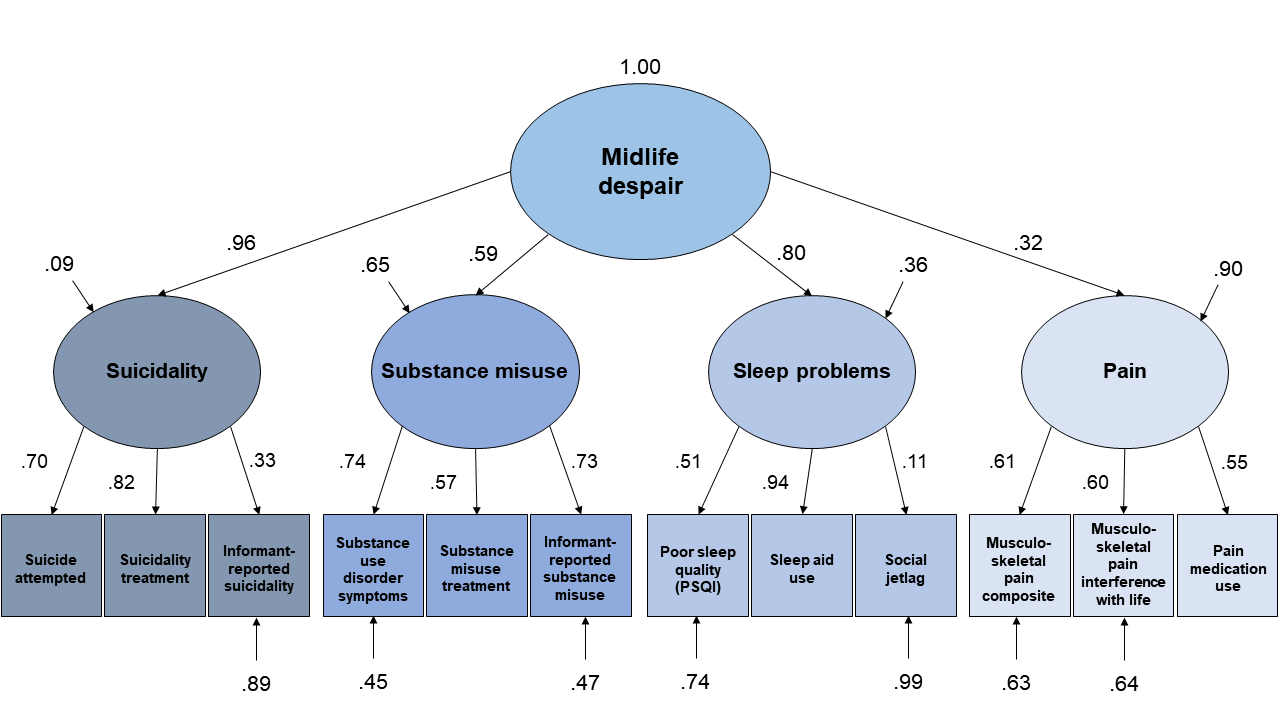 1.00
Midlife
despair
.96
.59
.80
.32
.09
.65
.36
.90
Suicidality
Substance misuse
Sleep problems
Pain
.70
.82
.33
.74
.57
.73
.51
.94
.11
.61
.60
.55
Suicide
attempted
Suicidality
treatment
Informant-
reported
suicidality
Substance
use
disorder
symptoms
Substance
misuse
treatment
Informant-
reported
substance
misuse
Poor sleep
quality
(PSQI)
Sleep aid
use
Social
jetlag
Musculo-
skeletal
pain
composite
Musculo-
skeletal
pain
interference
with life
Pain
medication
use
.89
.45
.47
.74
.99
.63
.64